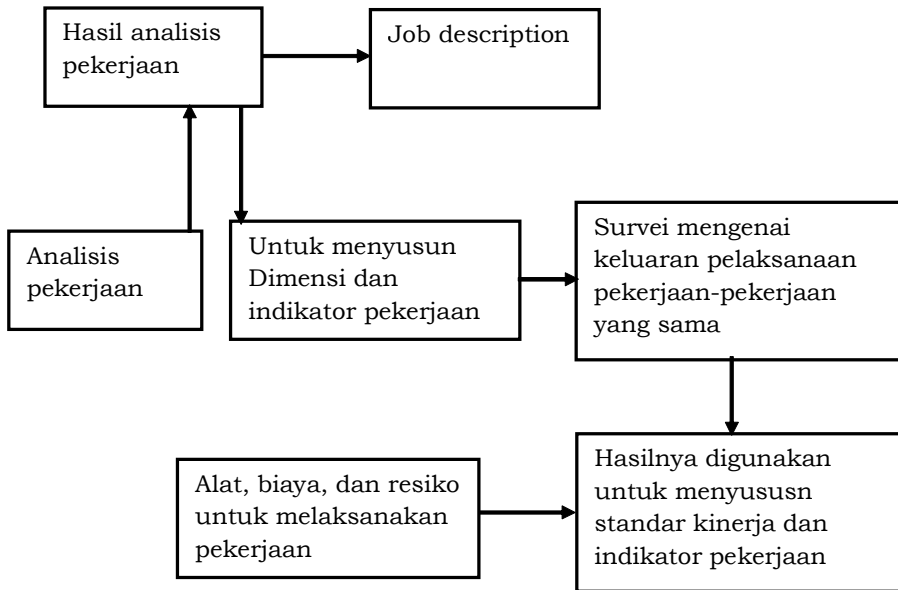 Hasil analisis
pekerjaan
Job description
Analisis
pekerjaan
Untuk menyusun
Dimensi dan
indikator pekerjaan
Survei mengenai
keluaran pelaksanaan
pekerjaan-pekerjaan
yang sama
Alat, biaya, dan resiko
untuk melaksanakan
pekerjaan
Hasilnya digunakan
untuk menyususn
standar kinerja dan
indikator pekerjaan